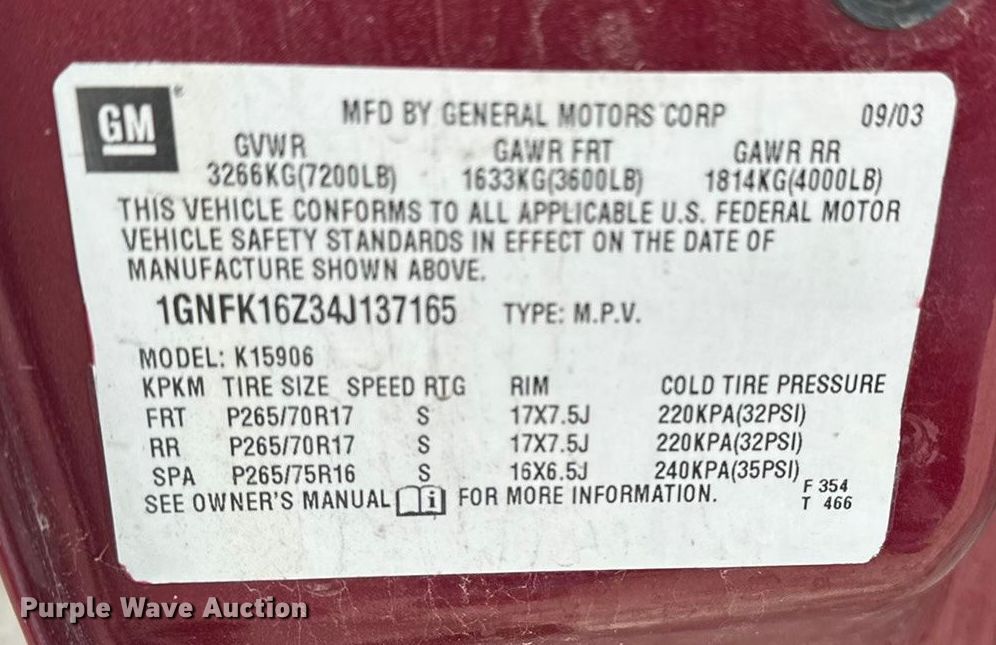 GM®
MFD BY GENERAL MOTORS CORP 09/03
GVWR GAWR FRT GAWR RR
3266KG(7200LB) 1633KG(3600LB) 1814KG(4000LB)
THIS VEHICLE CONFORMS TO ALL APPLICABLE U.S. FEDERAL MOTOR
VEHICLE SAFETY STANDARDS IN EFFECT ON THE DATE OF
MANUFACTURE SHOWN ABOVE.
1GNFK16Z34J137165 TYPE: M.P.V.
MODEL: K15906
KPKM TIRE SIZE SPEED RTG RIM COLD TIRE PRESSURE
FRT P265/70R17 S 17X7.5J 220KPA(32PSI)
RR P265/70R17 S 17X7.5J 220KPA(32PSI)
SPA P265/75R16 S 16X6.5J 240KPA(35PSI)
SEE OWNER'S MANUAL i FOR MORE INFORMATION.
F 354
T 466
Purple Wave Auction